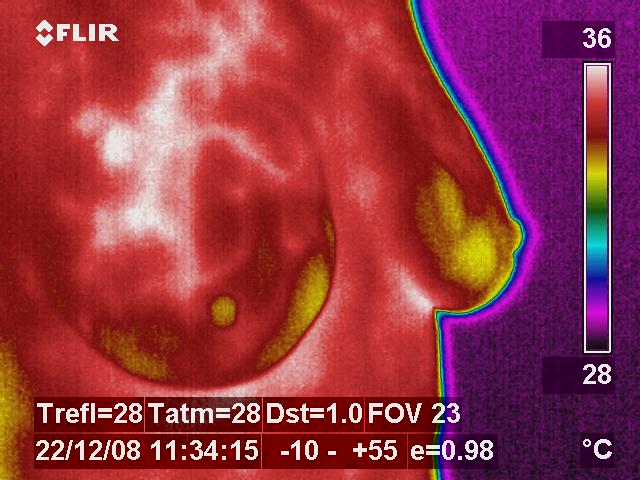 FLIR
36
28
Trefl=28 Tatm=28 Dst=1.0 FOV 23
22/12/08 11:34:15 -10 - +55 e=0.98 °C